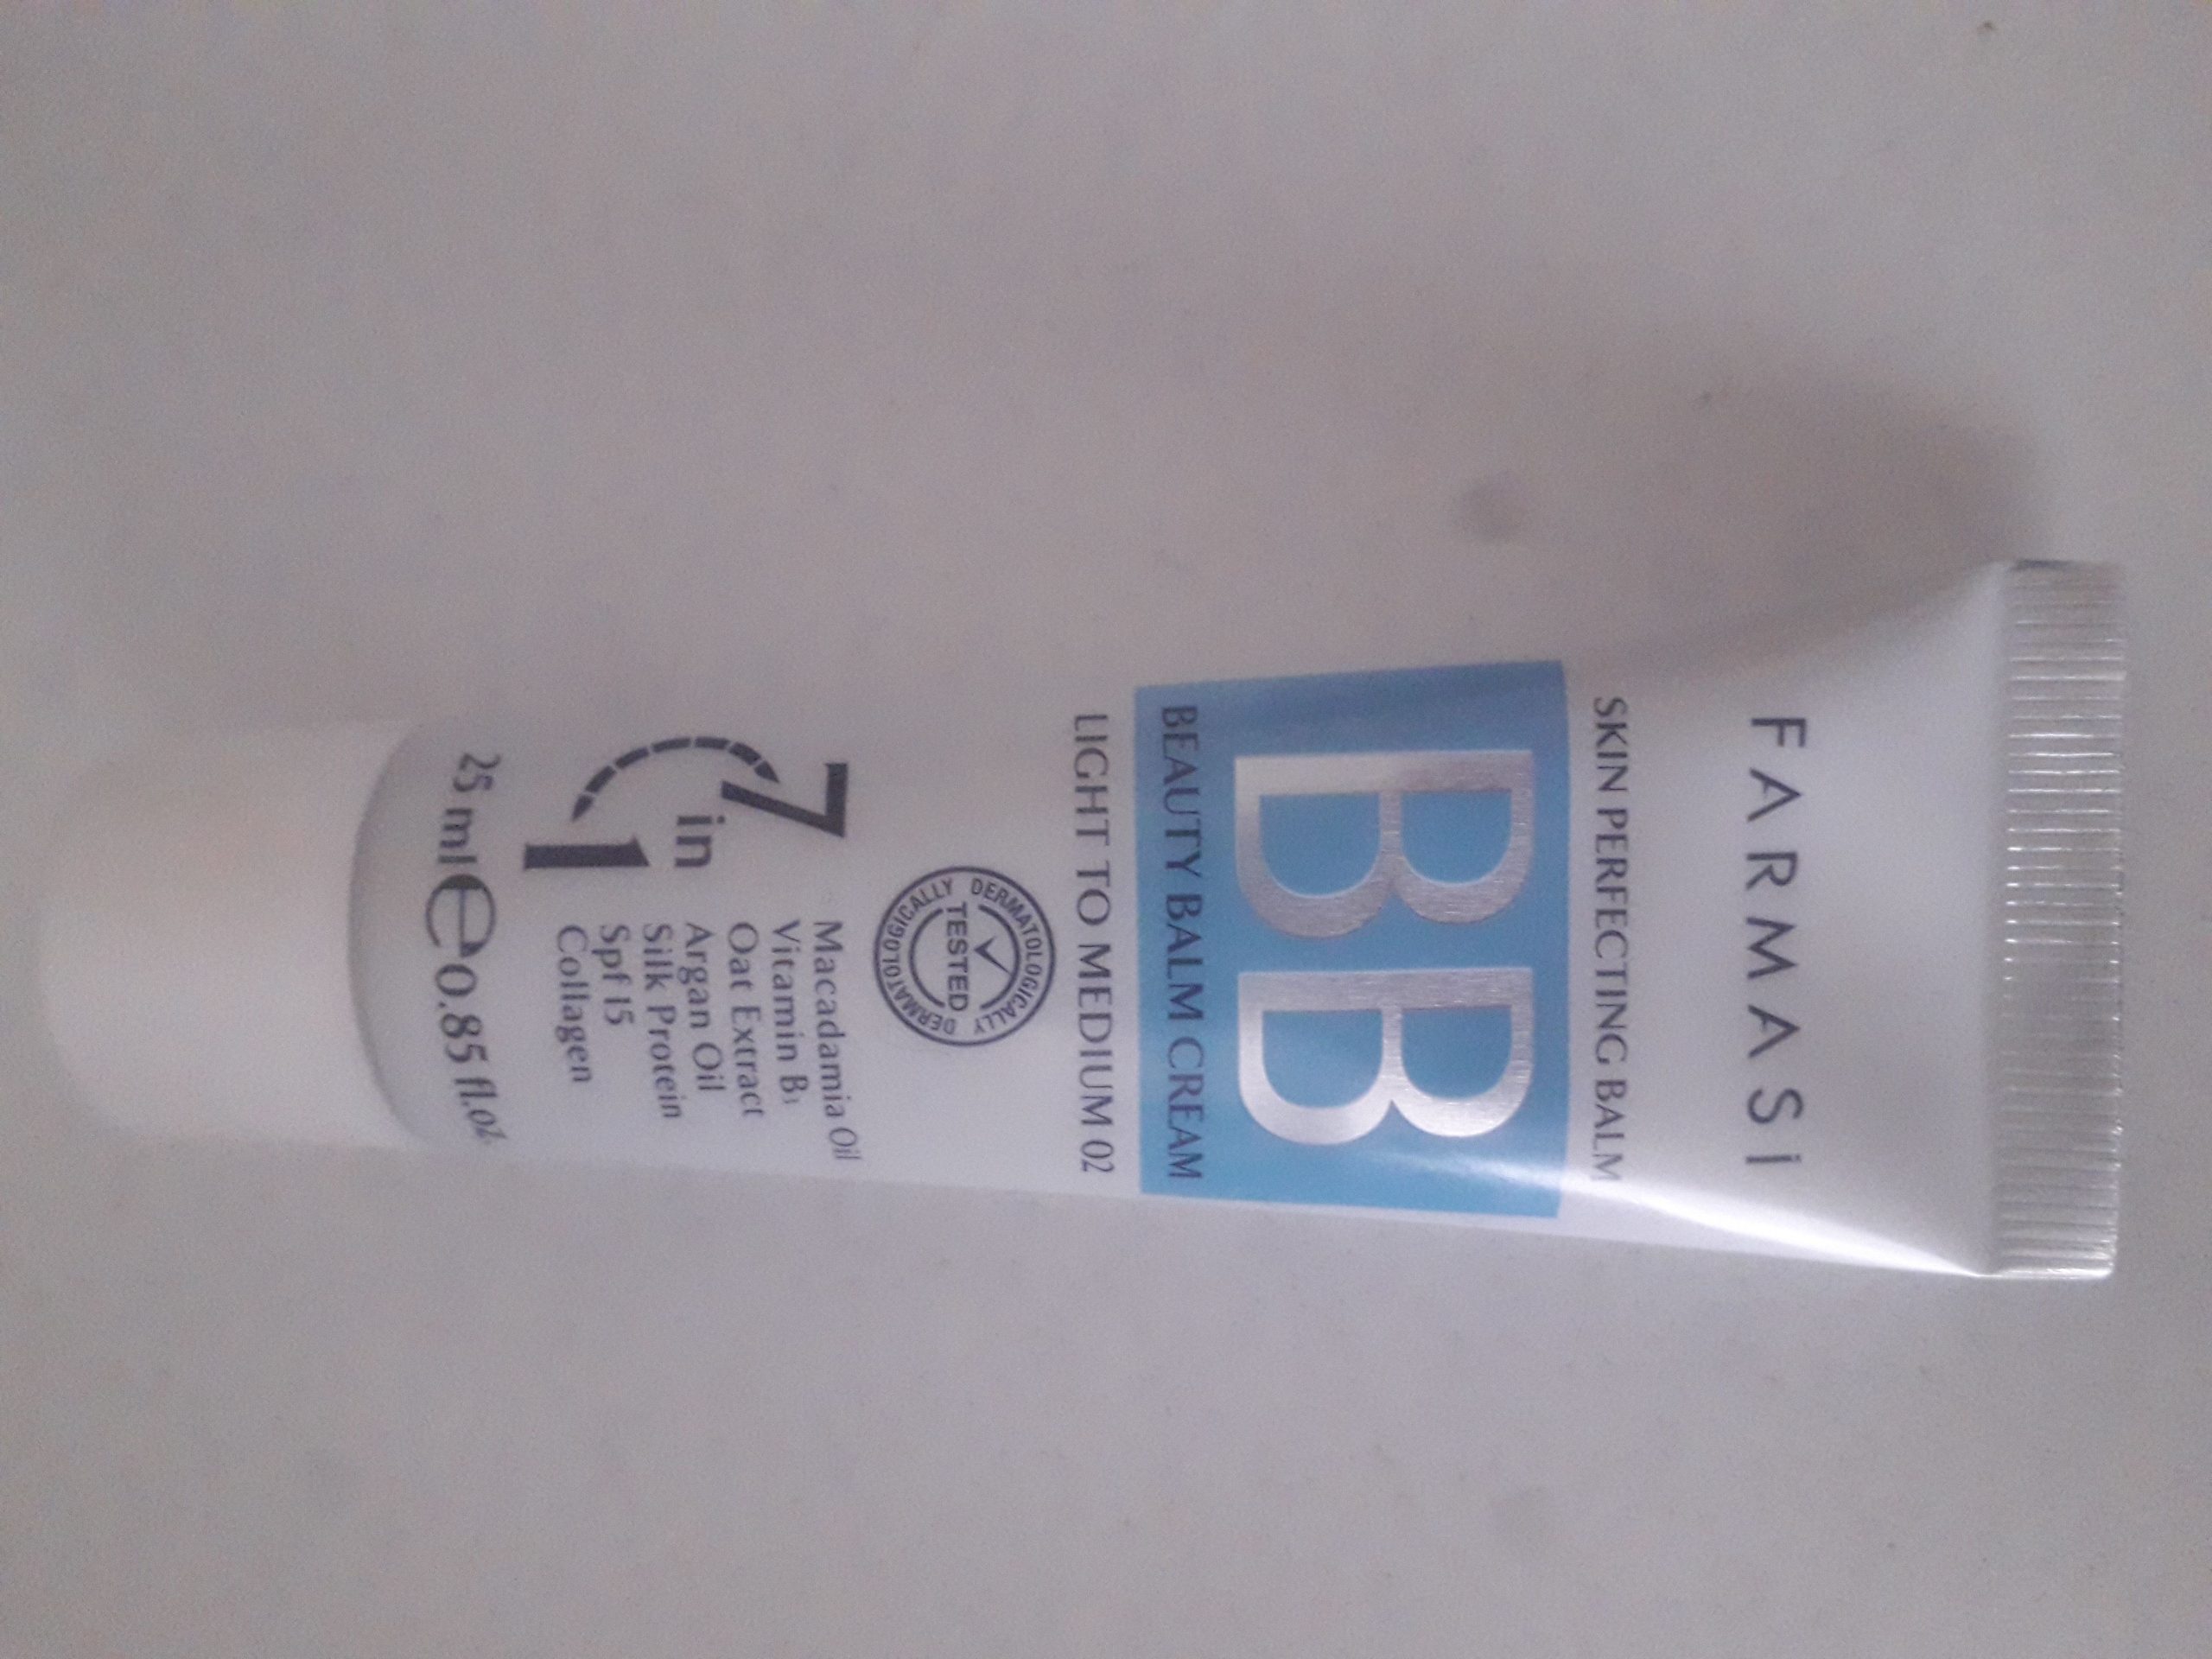 FARMASi
SKIN PERFECTING BALM
BB
BEAUTY BALM CREAM
LIGHT TO MEDIUM 02
DERMATOLOGICALLY
TESTED
DERMATOLOGICALLY
7 in 1
Macadamia Oil
Vitamin B3
Oat Extract
Argan Oil
Silk Protein
Spf 15
Collagen
25 ml e 0.85 fl.oz